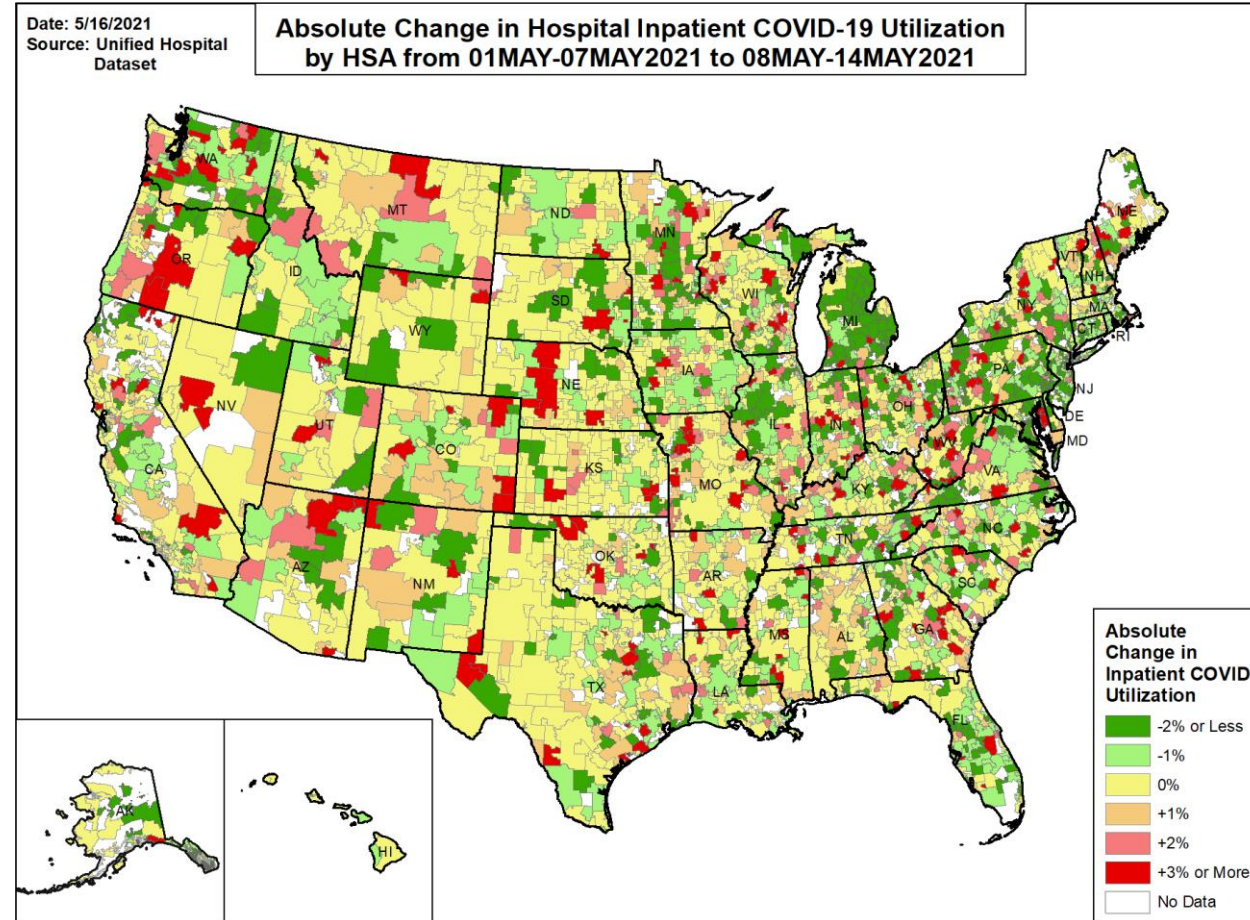 Date: 5/16/2021
Source: Unified Hospital
Dataset
Absolute Change in Hospital Inpatient COVID-19 Utilization
by HSA from 01MAY-07MAY2021 to 08MAY-14MAY2021
WA
MT
ND
MN
ME
OR
ID
SD
WI
VT
NH
NY
MA
WY
MI
CT
RI
NV
NE
IA
PA
NJ
UT
CO
IL
IN
OH
DE
CA
KS
MO
WV
MD
KY
VA
AZ
NM
OK
AR
TN
NC
SC
MS
AL
GA
TX
LA
FL
AK
HI
Absolute
Change in
Inpatient COVID
Utilization
-2% or Less
-1%
0%
+1%
+2%
+3% or More
No Data